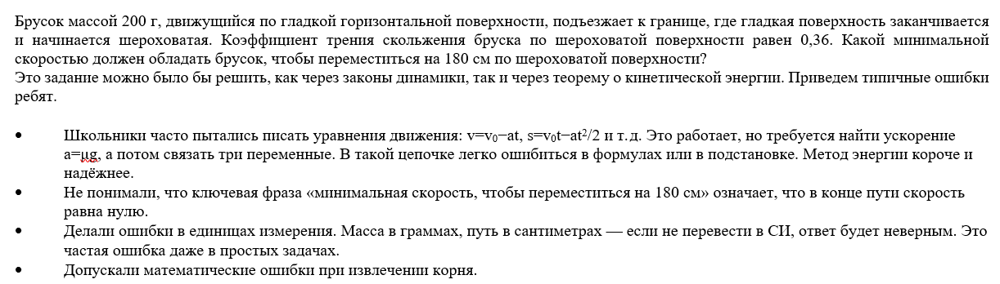 Брусок массой 200 г, движущийся по гладкой горизонтальной поверхности, подъезжает к границе, где гладкая поверхность заканчивается
и начинается шероховатая. Коэффициент трения скольжения бруска по шероховатой поверхности равен 0,36. Какой минимальной
скоростью должен обладать брусок, чтобы переместиться на 180 см по шероховатой поверхности?
Это задание можно было бы решить, как через законы динамики, так и через теорему о кинетической энергии. Приведем типичные ошибки
ребят.
• Школьники часто пытались писать уравнения движения: v=v₀−at, s=v₀t−at²/2 и т. д. Это работает, но требуется найти ускорение
a=μg, а потом связать три переменные. В такой цепочке легко ошибиться в формулах или в подстановке. Метод энергии короче и
надёжнее.
• Не понимали, что ключевая фраза «минимальная скорость, чтобы переместиться на 180 см» означает, что в конце пути скорость
равна нулю.
• Делали ошибки в единицах измерения. Масса в граммах, путь в сантиметрах — если не перевести в СИ, ответ будет неверным. Это
частая ошибка даже в простых задачах.
• Допускали математические ошибки при извлечении корня.